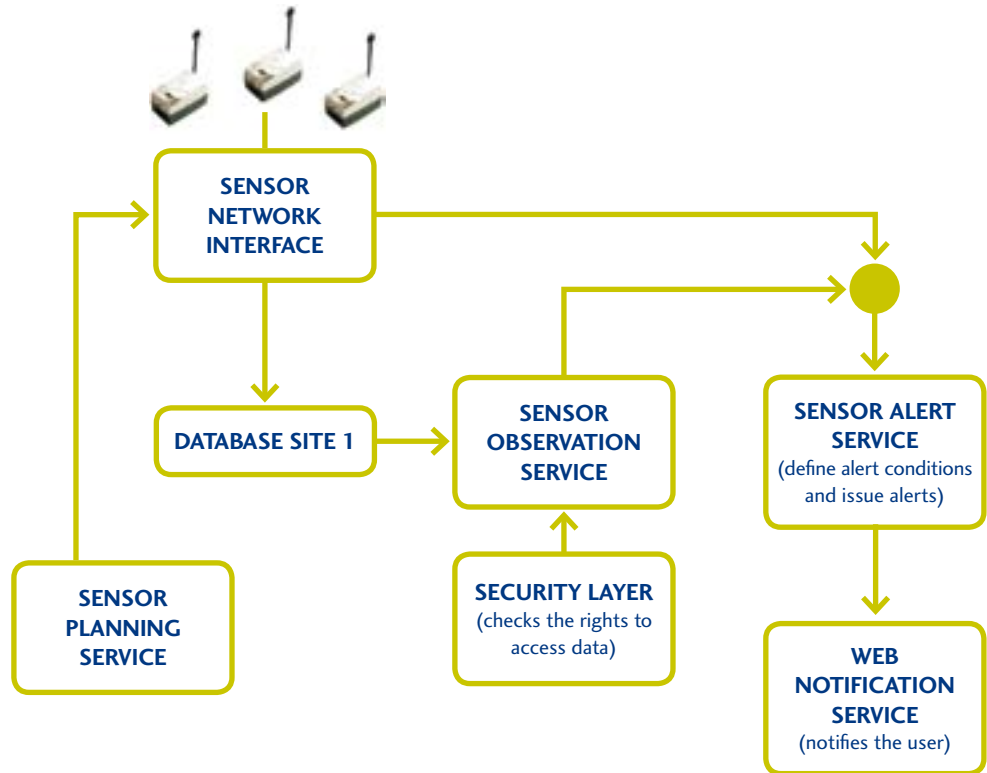 SENSOR
NETWORK
INTERFACE
DATABASE SITE 1
SENSOR
OBSERVATION
SERVICE
SENSOR ALERT
SERVICE
(define alert conditions
and issue alerts)
SENSOR
PLANNING
SERVICE
SECURITY LAYER
(checks the rights to
access data)
WEB
NOTIFICATION
SERVICE
(notifies the user)